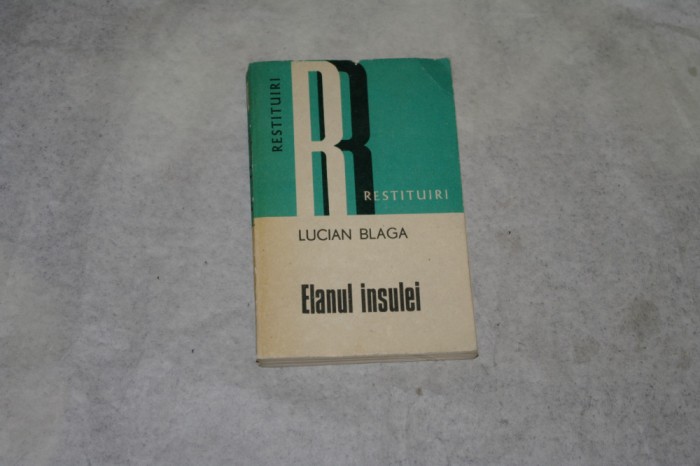 RESTITUIRI
R
RESTITUIRI
LUCIAN BLAGA
Elanul insulei